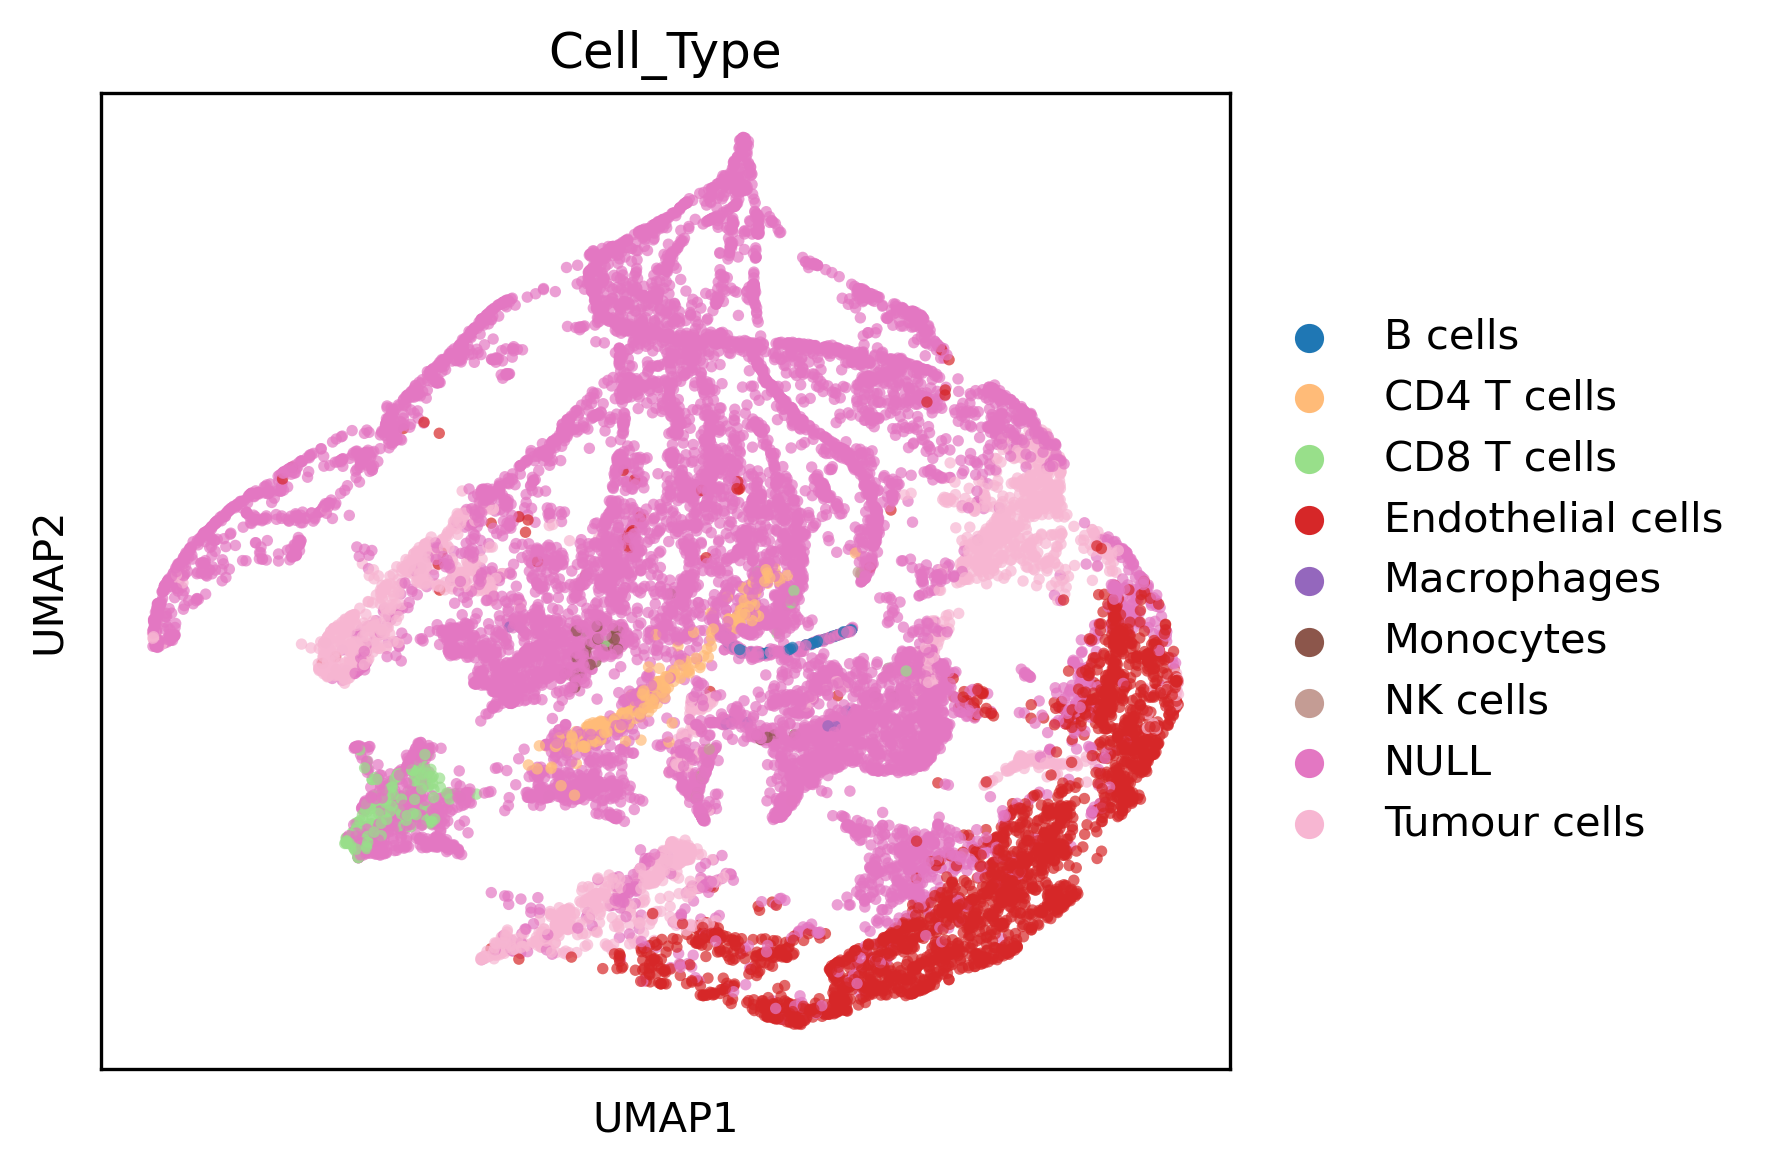 Cell_Type
UMAP2
UMAP1
B cells
CD4 T cells
CD8 T cells
Endothelial cells
Macrophages
Monocytes
NK cells
NULL
Tumour cells